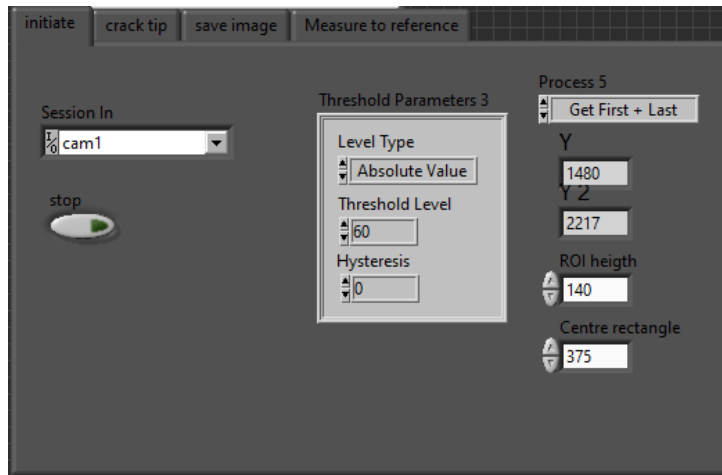 initiate
crack tip
save image
Measure to reference
Session In
I/O cam1
stop
Threshold Parameters 3
Level Type
Absolute Value
Threshold Level
60
Hysteresis
0
Process 5
Get First + Last
Y
1480
Y 2
2217
ROI heigth
140
Centre rectangle
375